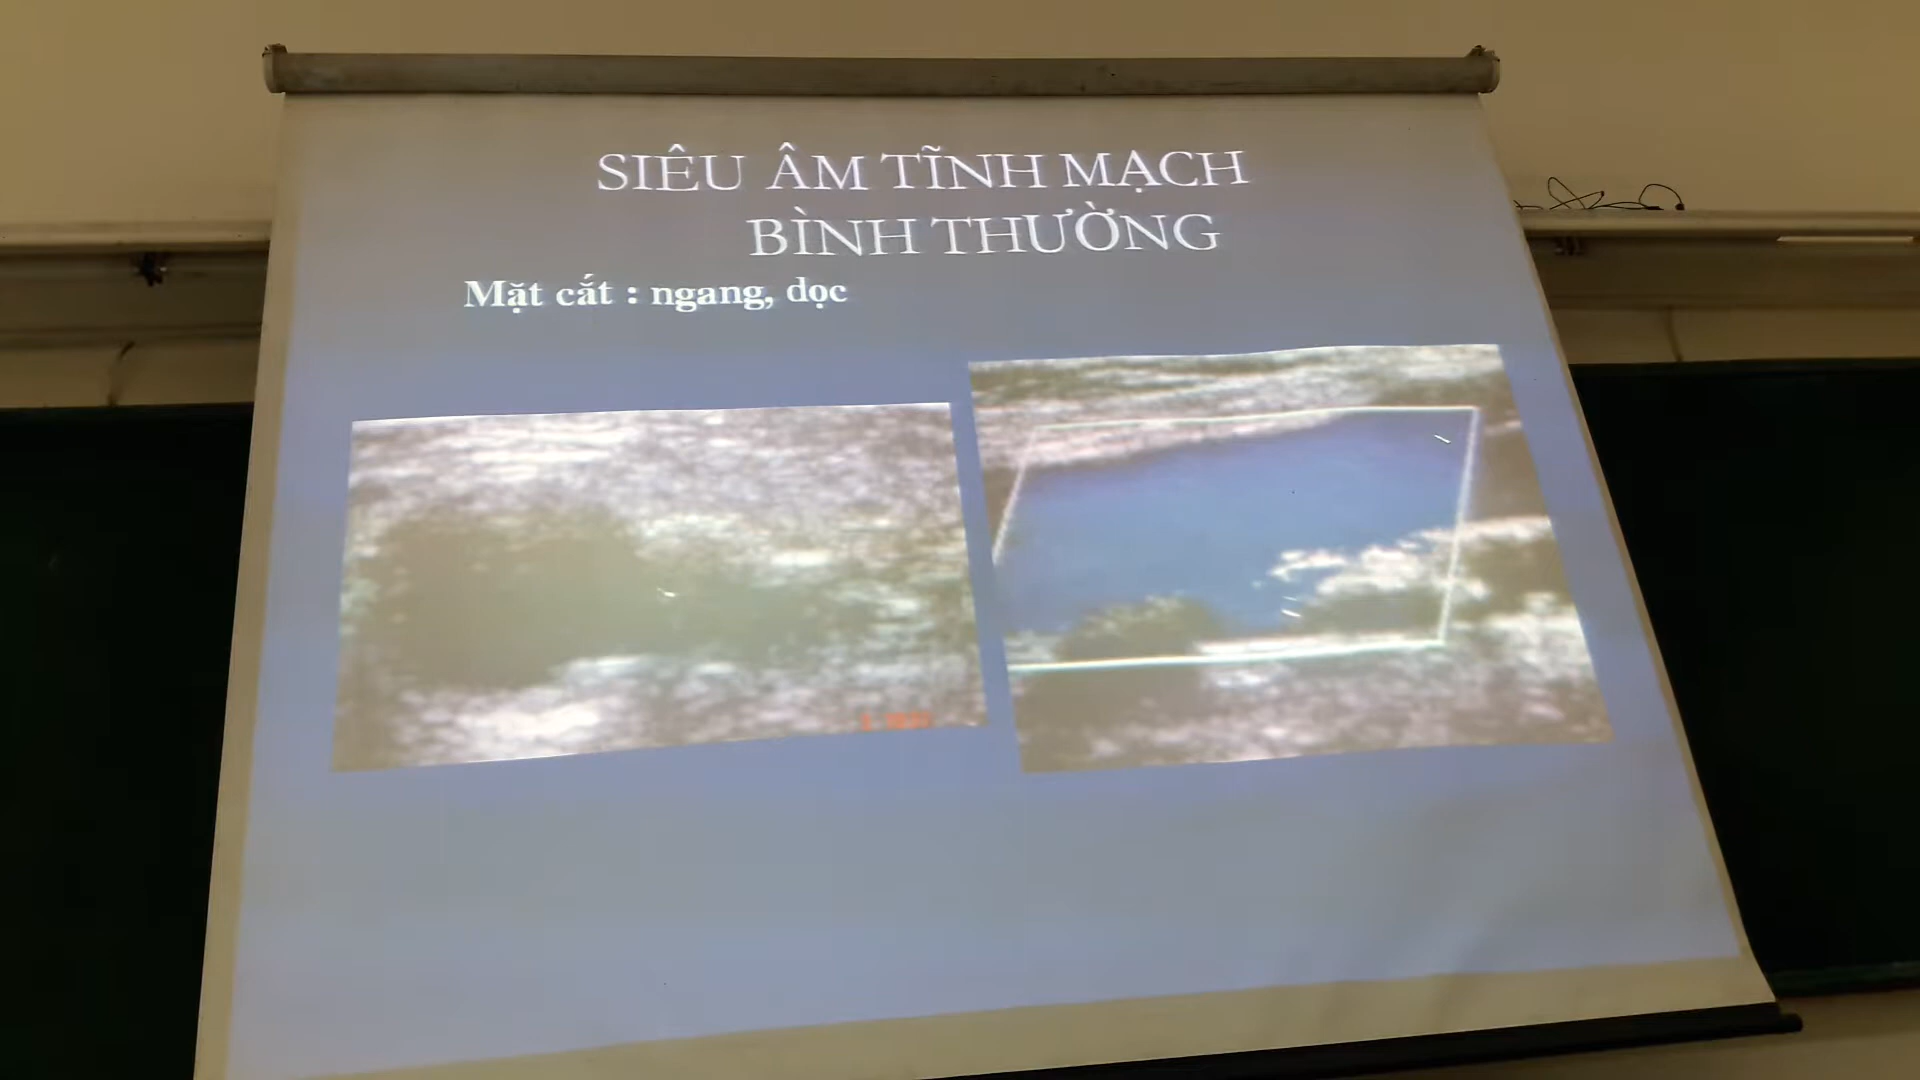 SIÊU ÂM TĨNH MẠCH
BÌNH THƯỜNG
Mặt cắt : ngang, dọc